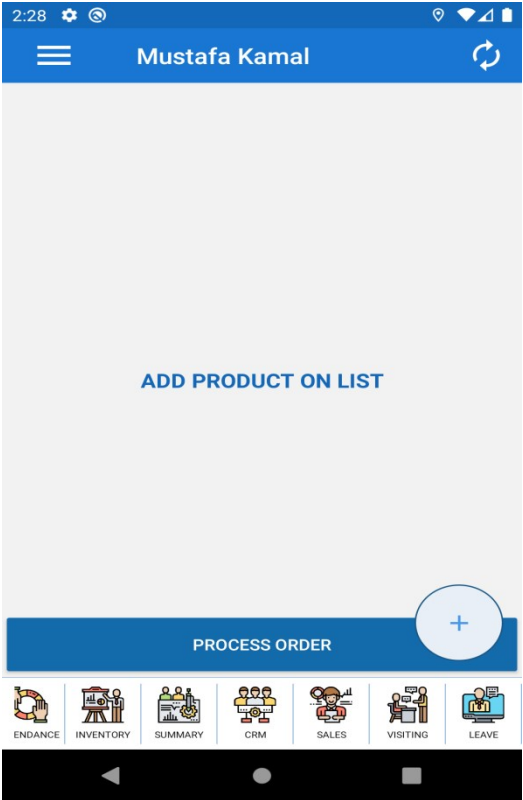 2:28
Mustafa Kamal
ADD PRODUCT ON LIST
+
PROCESS ORDER
ENDANCE INVENTORY SUMMARY CRM SALES VISITING LEAVE